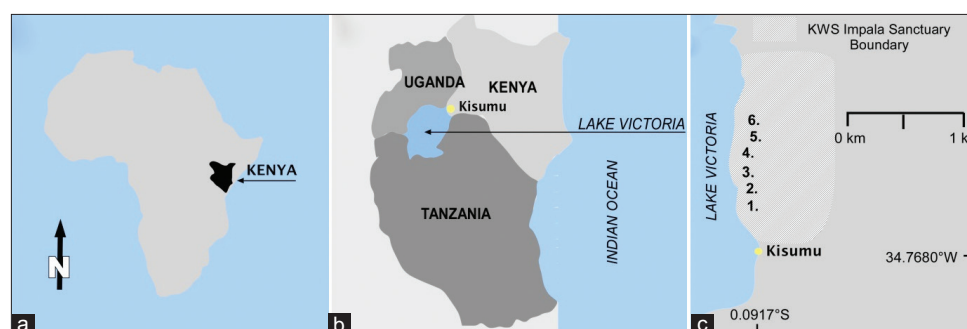 KENYA
N
a
UGANDA
KENYA
Kisumu
LAKE VICTORIA
TANZANIA
INDIAN OCEAN
b
KWS Impala Sanctuary
Boundary
LAKE VICTORIA
6.
5.
4.
3.
2.
1.
0 km
1 k
Kisumu
34.7680°W
0.0917°S
c